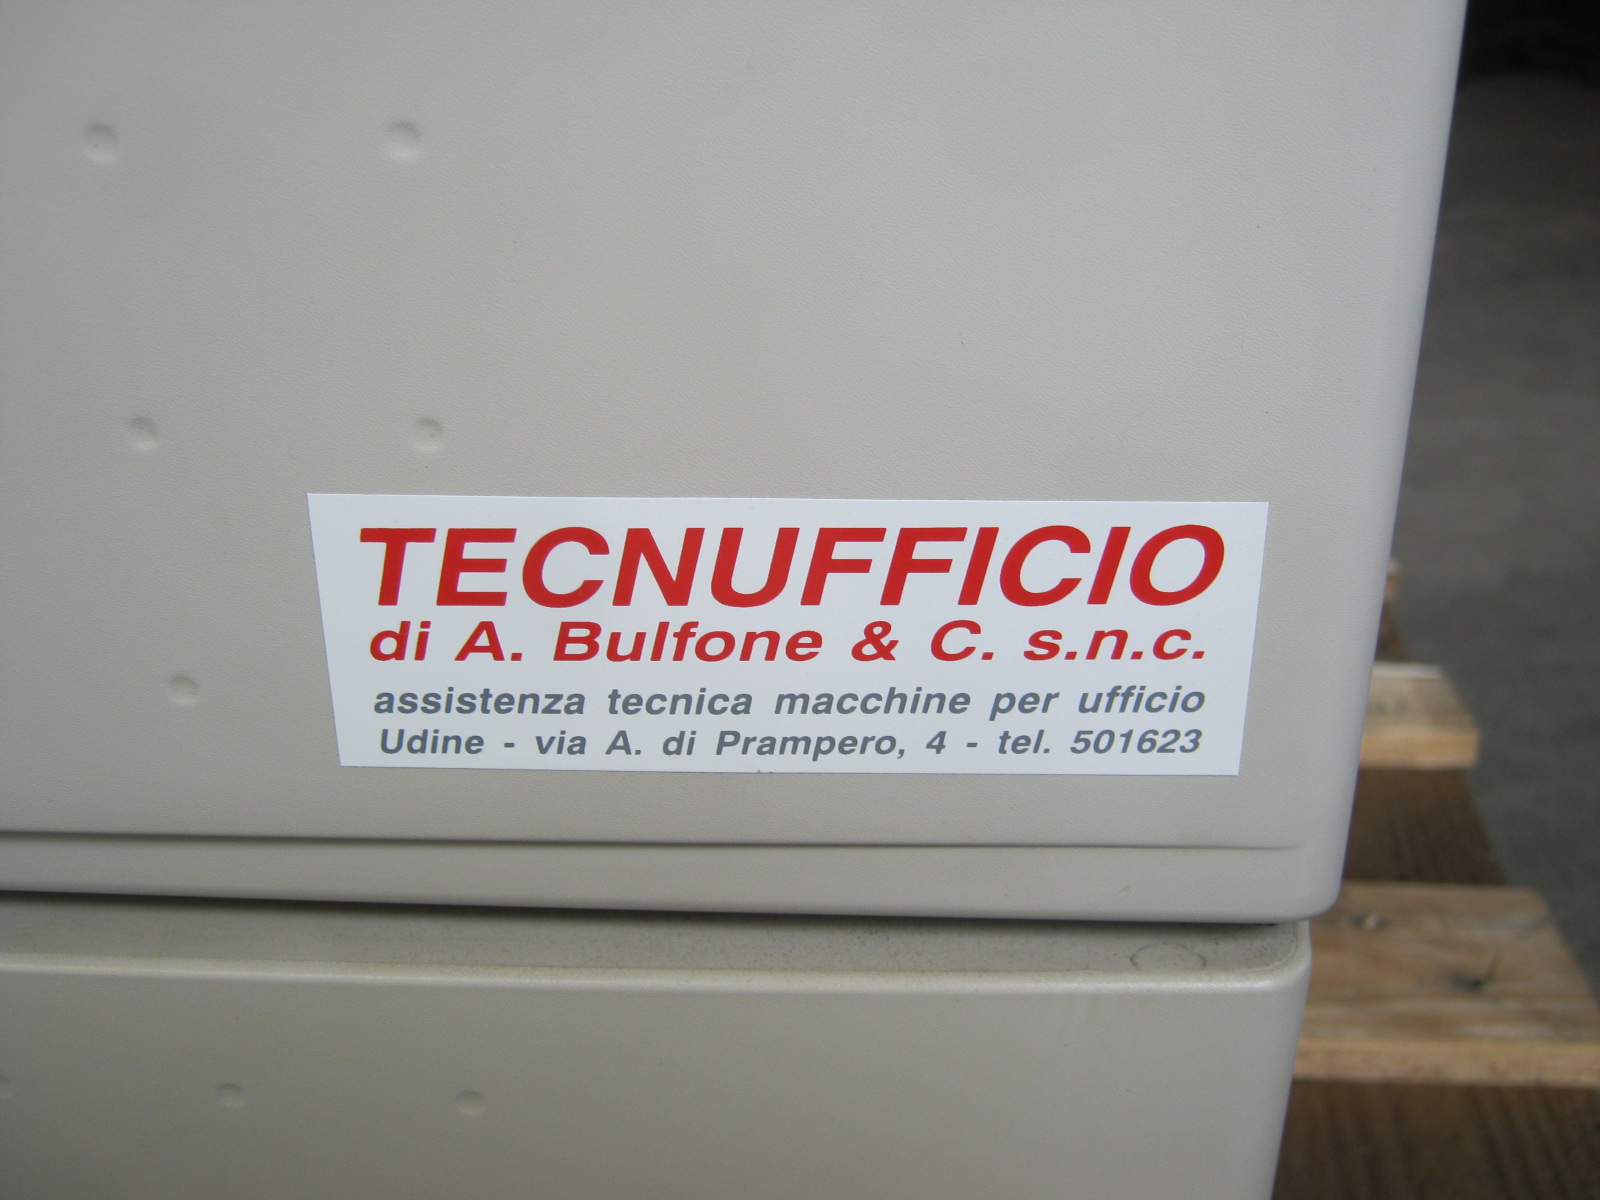 TECNUFFICIO
di A. Bulfone & C. s.n.c.
assistenza tecnica macchine per ufficio
Udine - via A. di Prampero, 4 - tel. 501623